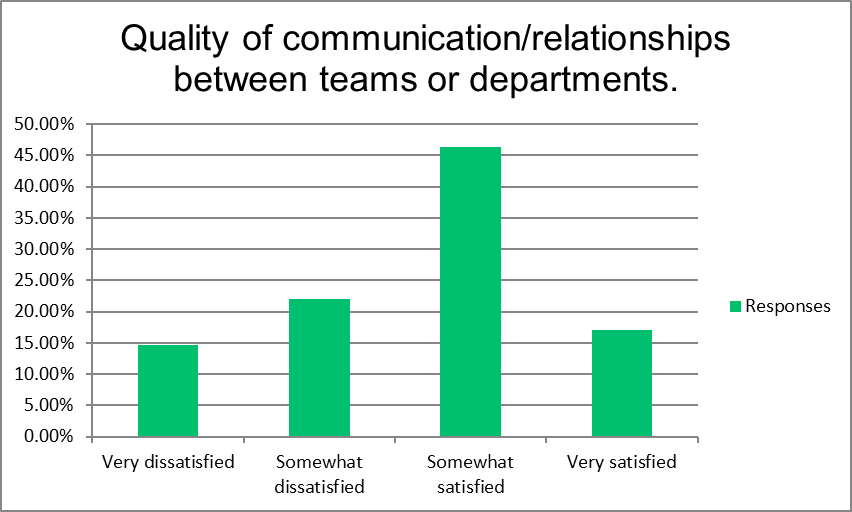 Quality of communication/relationships
between teams or departments.
50.00%
45.00%
40.00%
35.00%
30.00%
25.00%
20.00%
15.00%
10.00%
5.00%
0.00%
Very dissatisfied
Somewhat
dissatisfied
Somewhat
satisfied
Very satisfied
Responses